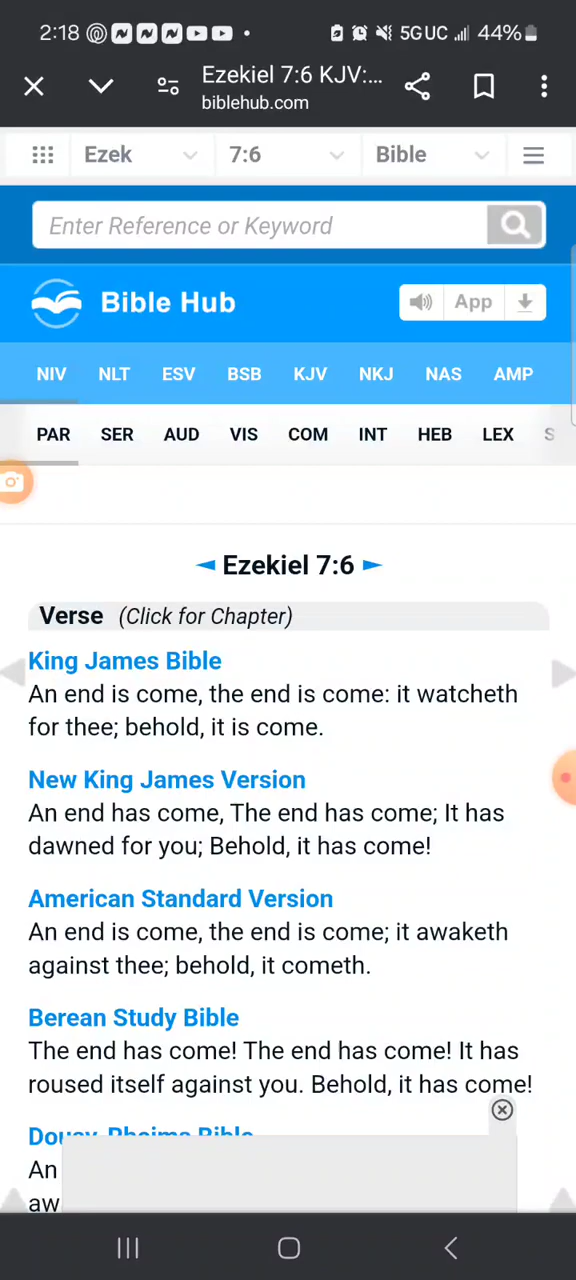 2:18 5GUC 44%
Ezekiel 7:6 KJV:...
biblehub.com
Ezek 7:6 Bible
Enter Reference or Keyword
Bible Hub App
NIV NLT ESV BSB KJV NKJ NAS AMP
PAR SER AUD VIS COM INT HEB LEX S
Ezekiel 7:6
Verse (Click for Chapter)
King James Bible
An end is come, the end is come: it watcheth
for thee; behold, it is come.
New King James Version
An end has come, The end has come; It has
dawned for you; Behold, it has come!
American Standard Version
An end is come, the end is come; it awaketh
against thee; behold, it cometh.
Berean Study Bible
The end has come! The end has come! It has
roused itself against you. Behold, it has come!
Douay-Rheims Bible
An
aw